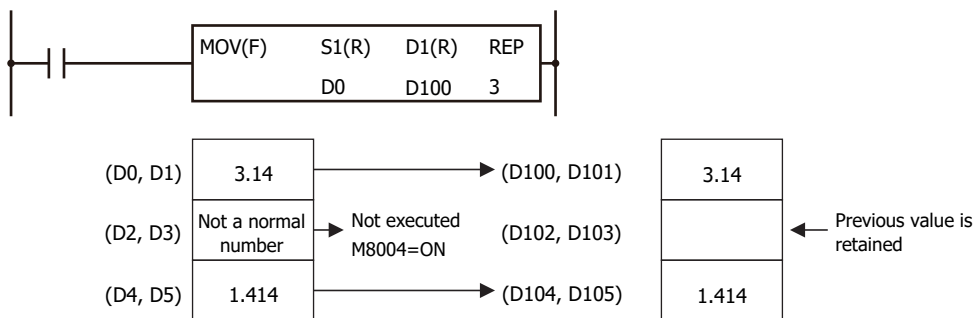 MOV(F) S1(R) D1(R) REP
D0 D100 3
(D0, D1) 3.14 (D100, D101) 3.14
(D2, D3) Not a normal number Not executed M8004=ON (D102, D103) Previous value is retained
(D4, D5) 1.414 (D104, D105) 1.414